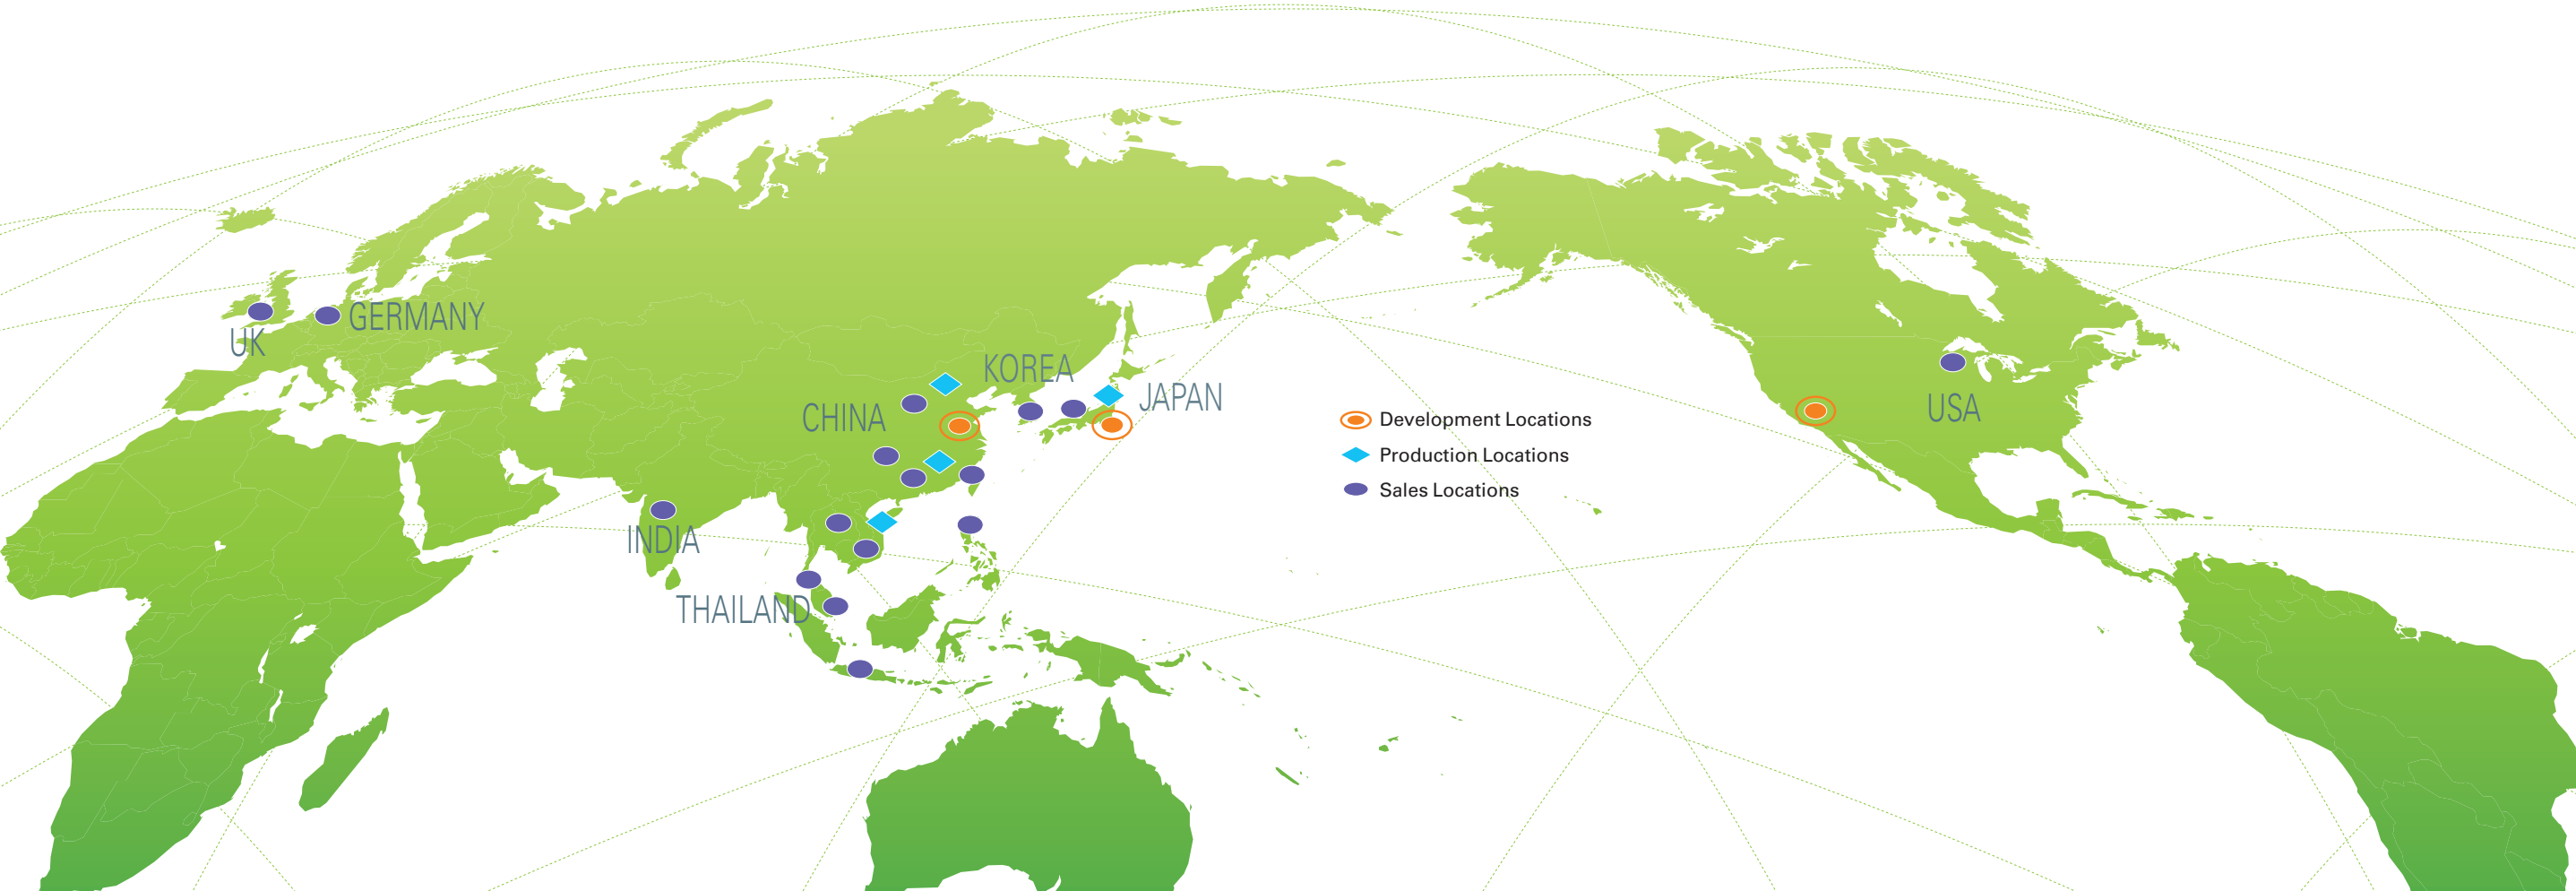 GERMANY
UK
KOREA
JAPAN
CHINA
USA
Development Locations
Production Locations
Sales Locations
INDIA
THAILAND